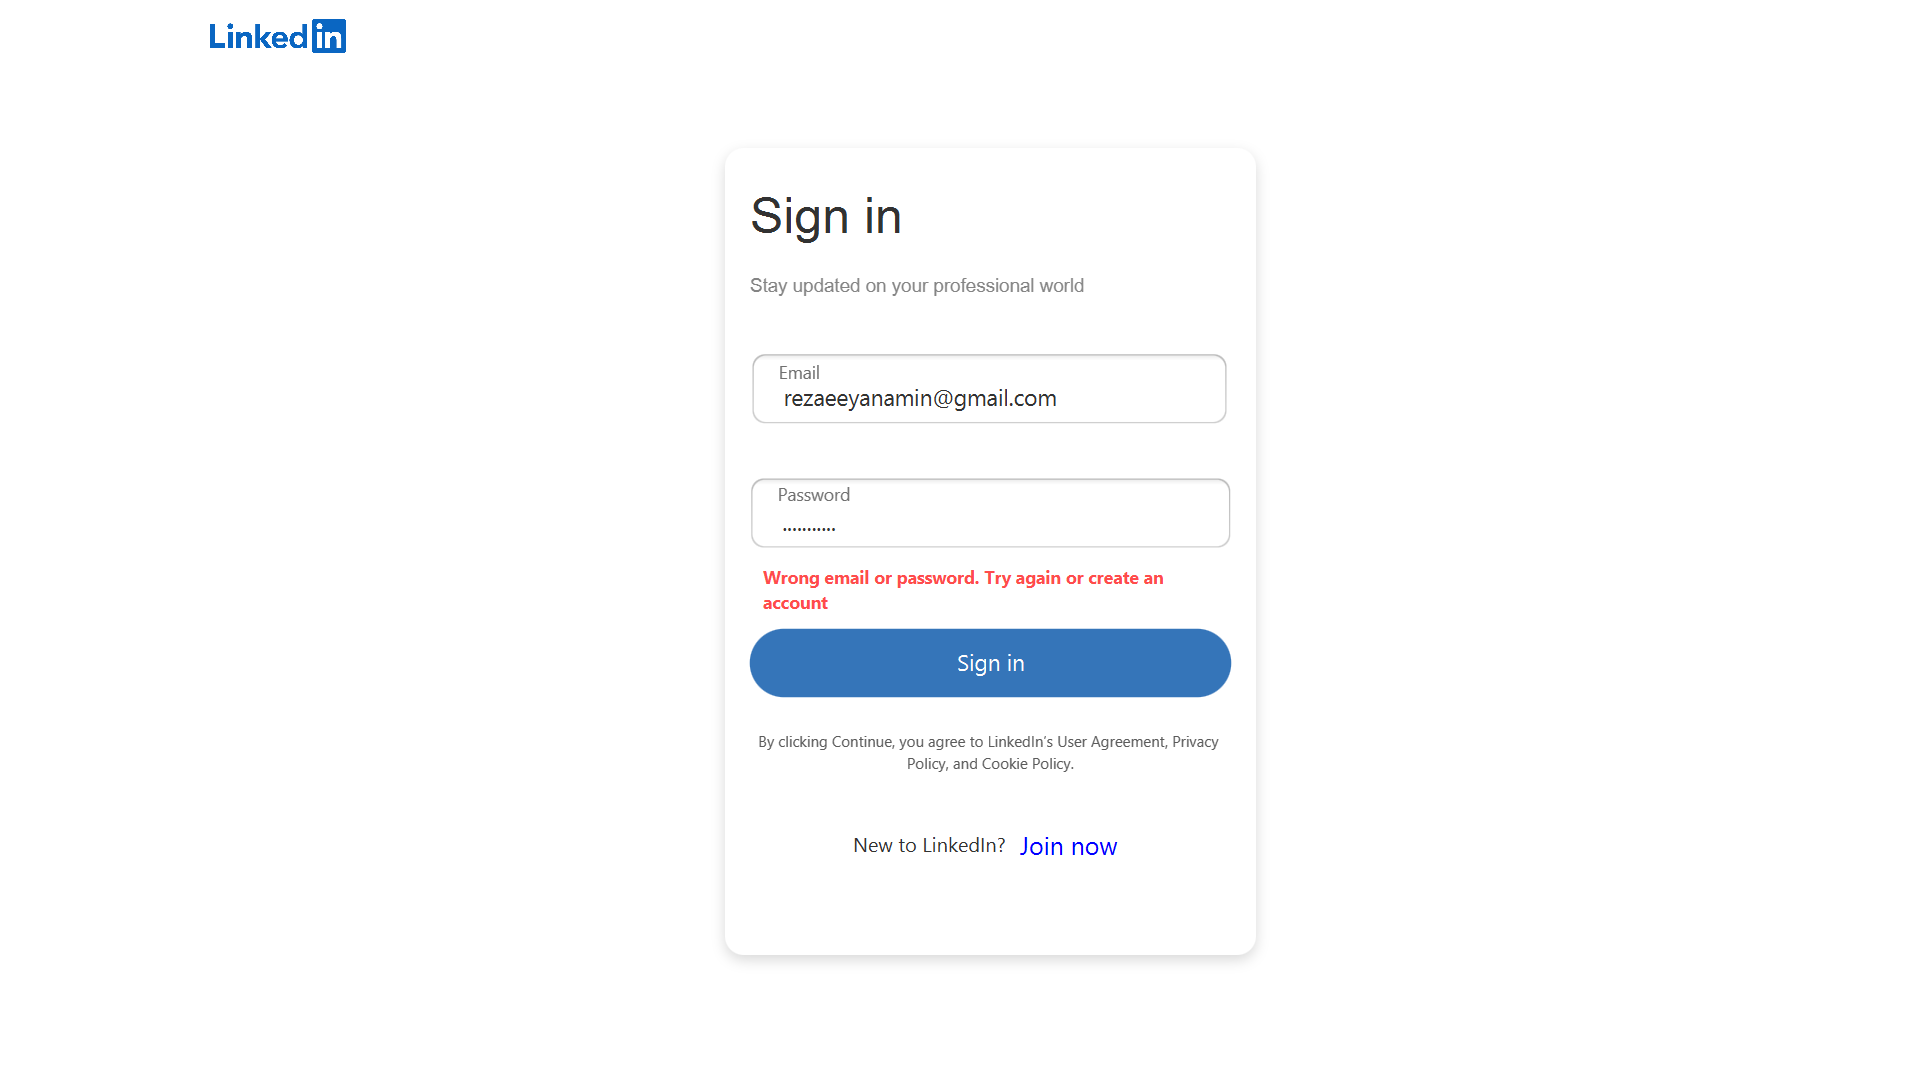 Linkedin
Sign in
Stay updated on your professional world
Email
rezaeeyanamin@gmail.com
Password
...........
Wrong email or password. Try again or create an
account
Sign in
By clicking Continue, you agree to LinkedIn's User Agreement, Privacy
Policy, and Cookie Policy.
New to LinkedIn? Join now